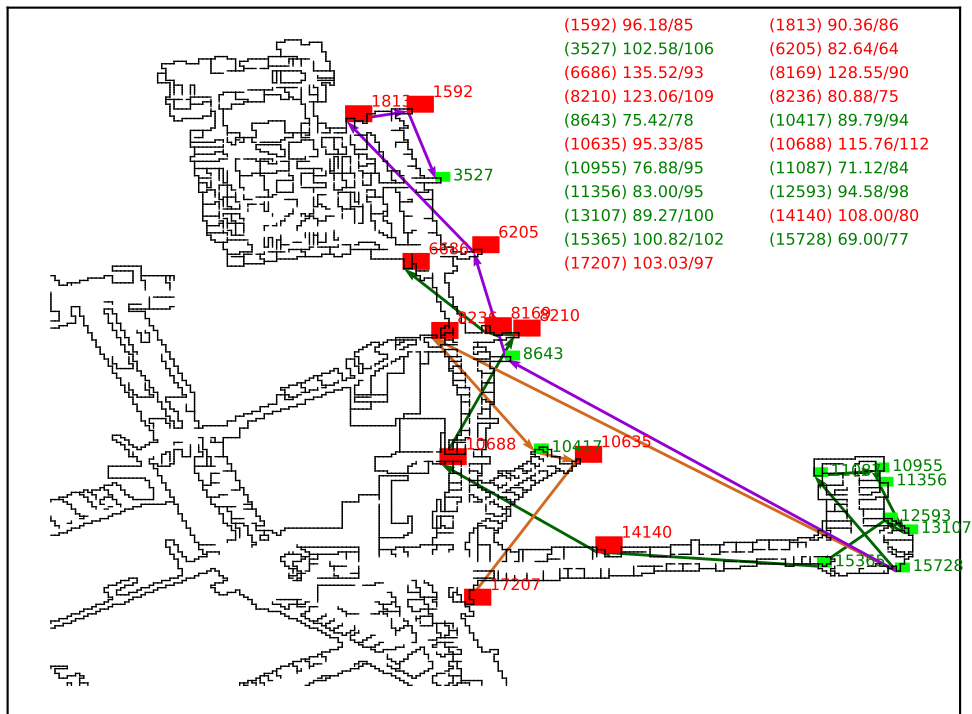 (1592) 96.18/85 (1813) 90.36/86
(3527) 102.58/106 (6205) 82.64/64
(6686) 135.52/93 (8169) 128.55/90
(8210) 123.06/109 (8236) 80.88/75
(8643) 75.42/78 (10417) 89.79/94
(10635) 95.33/85 (10688) 115.76/112
(10955) 76.88/95 (11087) 71.12/84
(11356) 83.00/95 (12593) 94.58/98
(13107) 89.27/100 (14140) 108.00/80
(15365) 100.82/102 (15728) 69.00/77
(17207) 103.03/97
1813 1592
3527
6205
6686
8236 8169 8210
8643
10688 10417 10635
11087 10955
11356
12593
13107
14140
15365 15728
17207